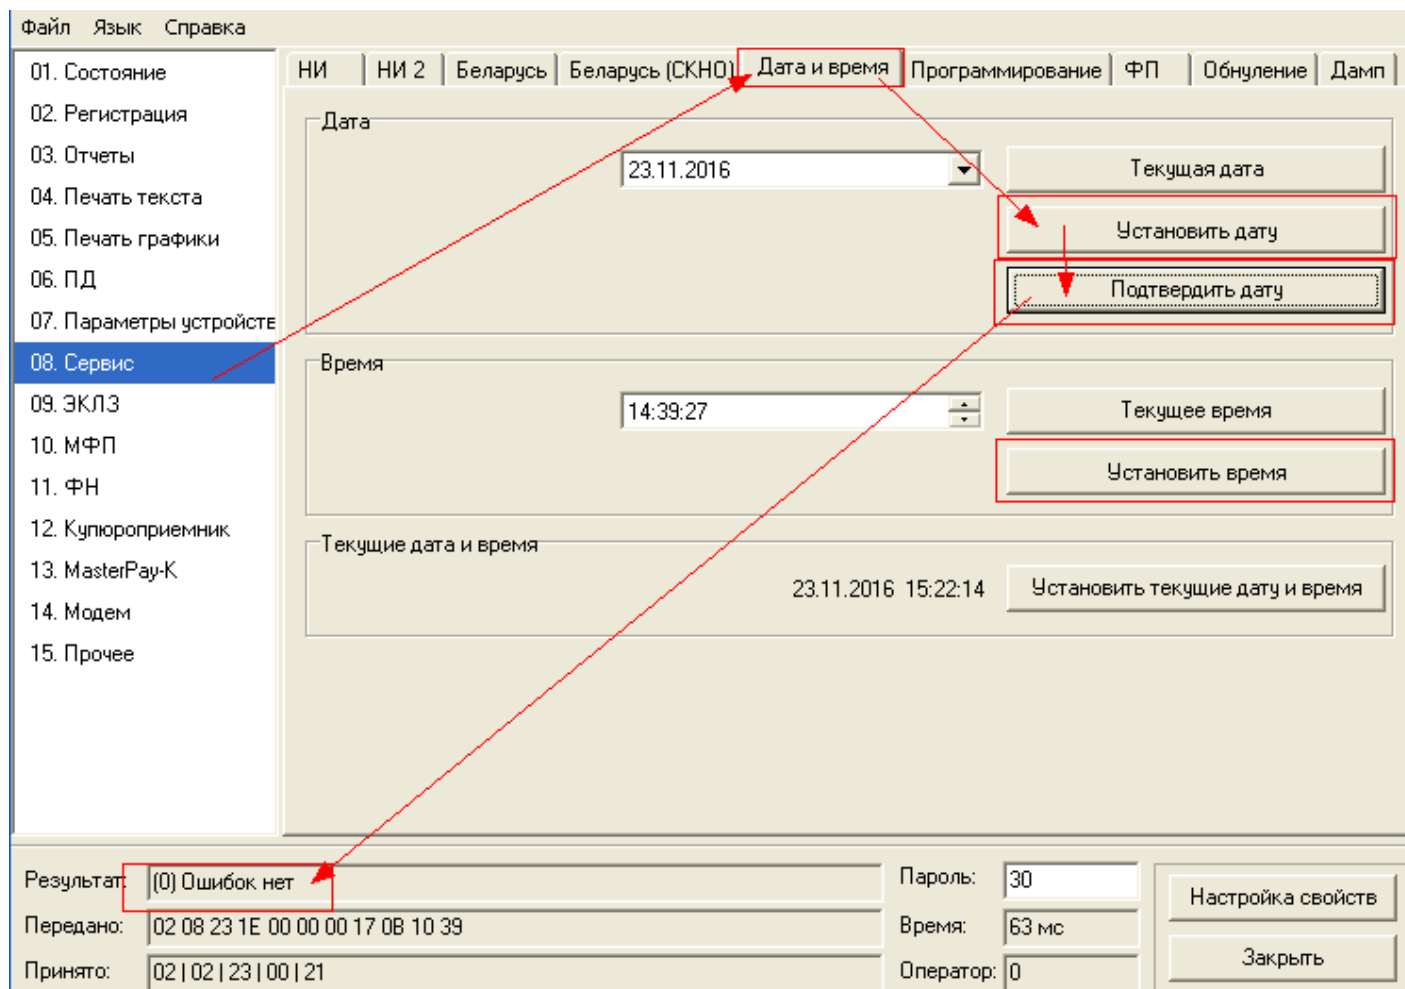 Файл Язык Справка
01. Состояние
02. Регистрация
03. Отчеты
04. Печать текста
05. Печать графики
06. ПД
07. Параметры устройств
08. Сервис
09. ЭКЛЗ
10. МФП
11. ФН
12. Купюроприемник
13. MasterPay-K
14. Модем
15. Прочее
НИ НИ 2 Беларусь Беларусь (СКНО) Дата и время Программирование ФП Обнуление Дамп
Дата
23.11.2016 Текущая дата
Установить дату
Подтвердить дату
Время
14:39:27 Текущее время
Установить время
Текущие дата и время
23.11.2016 15:22:14 Установить текущие дату и время
Результат: (0) Ошибок нет
Передано: 02 08 23 1E 00 00 00 17 0B 10 39
Принято: 02 | 02 | 23 | 00 | 21
Пароль: 30
Время: 63 мс
Оператор: 0
Настройка свойств
Закрыть